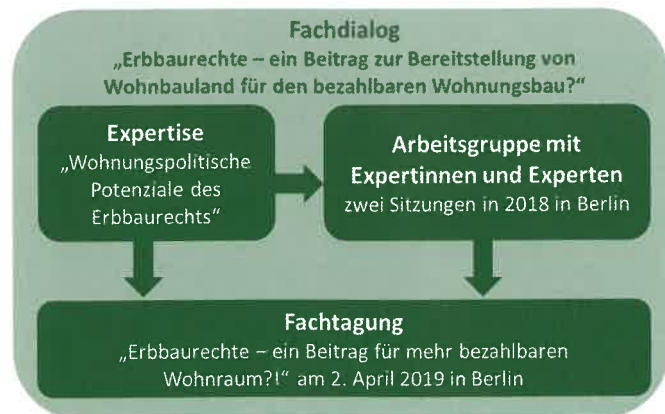 Fachdialog
„Erbbaurechte – ein Beitrag zur Bereitstellung von
Wohnbauland für den bezahlbaren Wohnungsbau?“
Expertise
„Wohnungspolitische
Potenziale des
Erbbaurechts“
Arbeitsgruppe mit
Expertinnen und Experten
zwei Sitzungen in 2018 in Berlin
Fachtagung
„Erbbaurechte – ein Beitrag für mehr bezahlbaren
Wohnraum?!“ am 2. April 2019 in Berlin